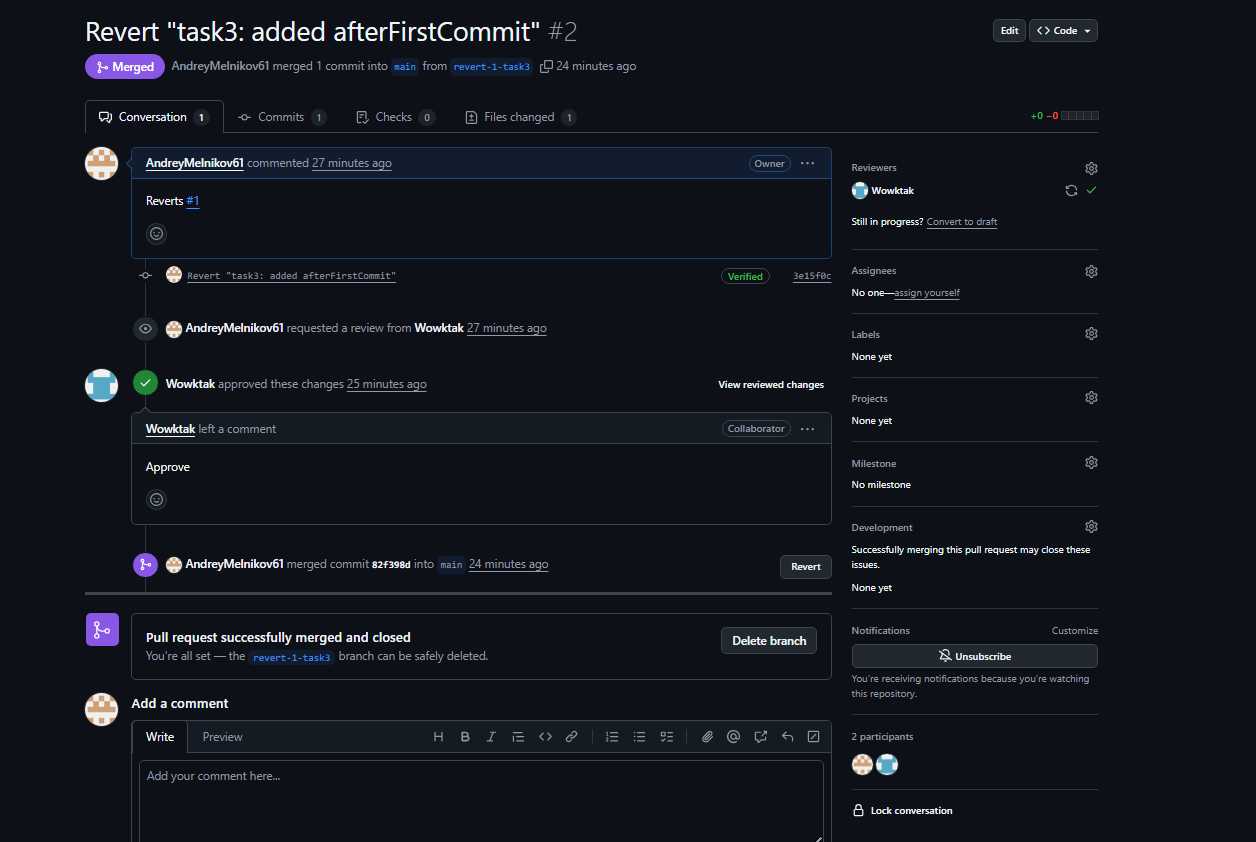 Revert "task3: added afterFirstCommit" #2
Edit
Code
Merged AndreyMelnikov61 merged 1 commit into main from revert-1-task3 24 minutes ago
Conversation 1 Commits 1 Checks 0 Files changed 1
+0 −0
AndreyMelnikov61 commented 27 minutes ago Owner
Reverts #1
Revert "task3: added afterFirstCommit" Verified 3e15f0c
AndreyMelnikov61 requested a review from Wowktak 27 minutes ago
Wowktak approved these changes 25 minutes ago View reviewed changes
Wowktak left a comment Collaborator
Approve
AndreyMelnikov61 merged commit 82f398d into main 24 minutes ago Revert
Pull request successfully merged and closed
You're all set — the revert-1-task3 branch can be safely deleted.
Delete branch
Add a comment
Write Preview
Add your comment here...
Reviewers
Wowktak
Still in progress? Convert to draft
Assignees
No one—assign yourself
Labels
None yet
Projects
None yet
Milestone
No milestone
Development
Successfully merging this pull request may close these
issues.
None yet
Notifications Customize
Unsubscribe
You're receiving notifications because you're watching
this repository.
2 participants
Lock conversation